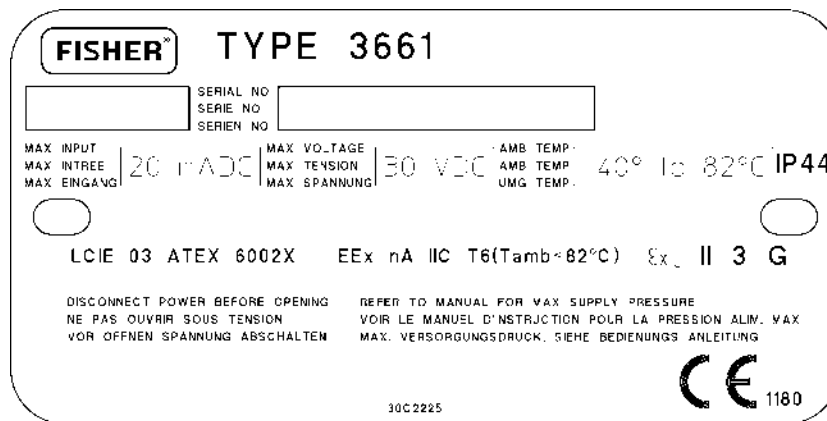 FISHER® TYPE 3661
SERIAL NO
SERIE NO
SERIEN NO
MAX INPUT
MAX INTREE
MAX EINGANG
20 mADC
MAX VOLTAGE
MAX TENSION
MAX SPANNUNG
30 VDC
AMB TEMP.
AMB TEMP
UMG TEMP.
40° to 82°C
IP44
LCIE 03 ATEX 6002X EEx nA IIC T6(Tamb<82°C) Ex II 3 G
DISCONNECT POWER BEFORE OPENING
NE PAS OUVRIR SOUS TENSION
VOR OFFNEN SPANNUNG ABSCHALTEN
REFER TO MANUAL FOR MAX SUPPLY PRESSURE
VOIR LE MANUEL D'INSTRUCTION POUR LA PRESSION ALIM. MAX
MAX. VERSORGUNGSDRUCK, SIEHE BEDIENUNGS ANLEITUNG
CE 1180
30C2225